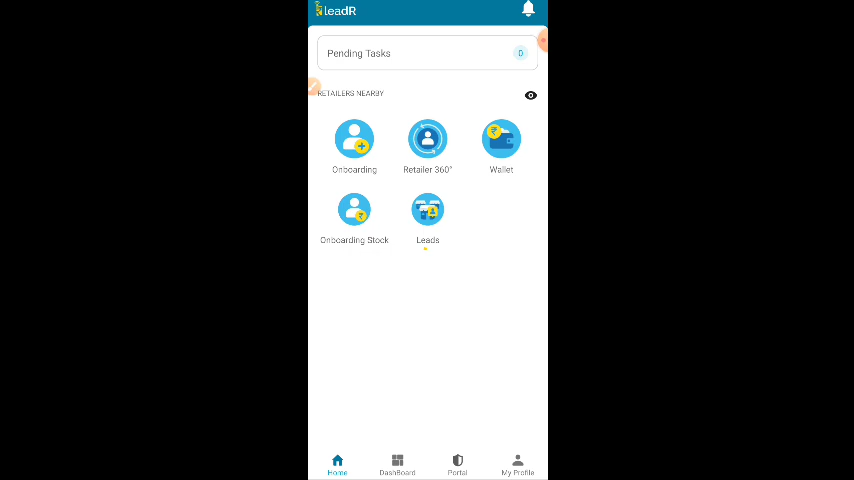 leadR
Pending Tasks 0
RETAILERS NEARBY
Onboarding Retailer 360° Wallet
Onboarding Stock Leads
Home DashBoard Portal My Profile